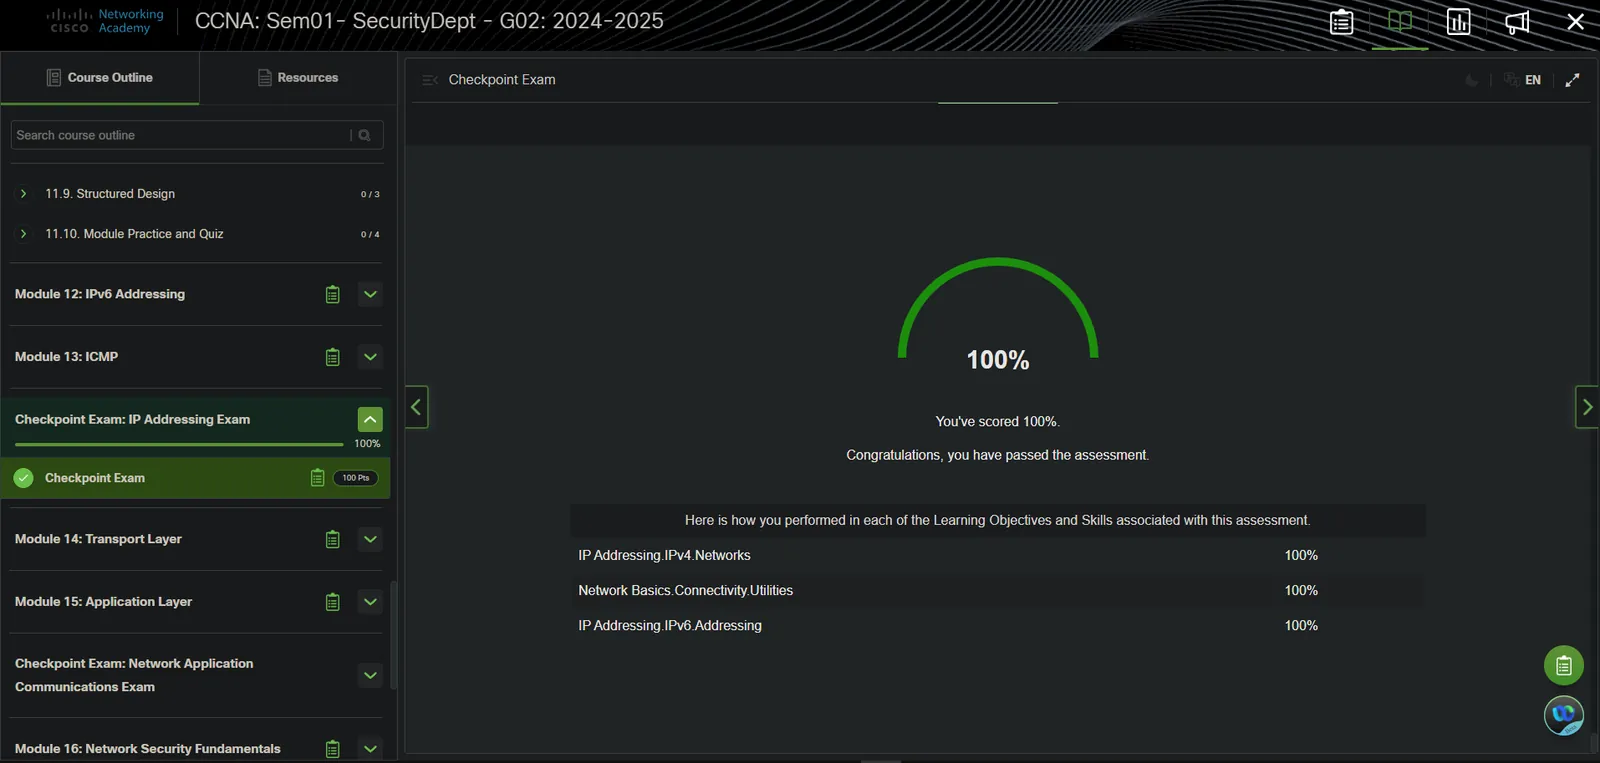 Networking
Academy
CISCO
CCNA: Sem01- SecurityDept - G02: 2024-2025
Course Outline
Resources
Search course outline
11.9. Structured Design 0 / 3
11.10. Module Practice and Quiz 0 / 4
Module 12: IPv6 Addressing
Module 13: ICMP
Checkpoint Exam: IP Addressing Exam
100%
Checkpoint Exam 100 Pts
Module 14: Transport Layer
Module 15: Application Layer
Checkpoint Exam: Network Application
Communications Exam
Module 16: Network Security Fundamentals
Checkpoint Exam
EN
100%
You've scored 100%.
Congratulations, you have passed the assessment.
Here is how you performed in each of the Learning Objectives and Skills associated with this assessment.
IP Addressing.IPv4.Networks 100%
Network Basics.Connectivity.Utilities 100%
IP Addressing.IPv6.Addressing 100%